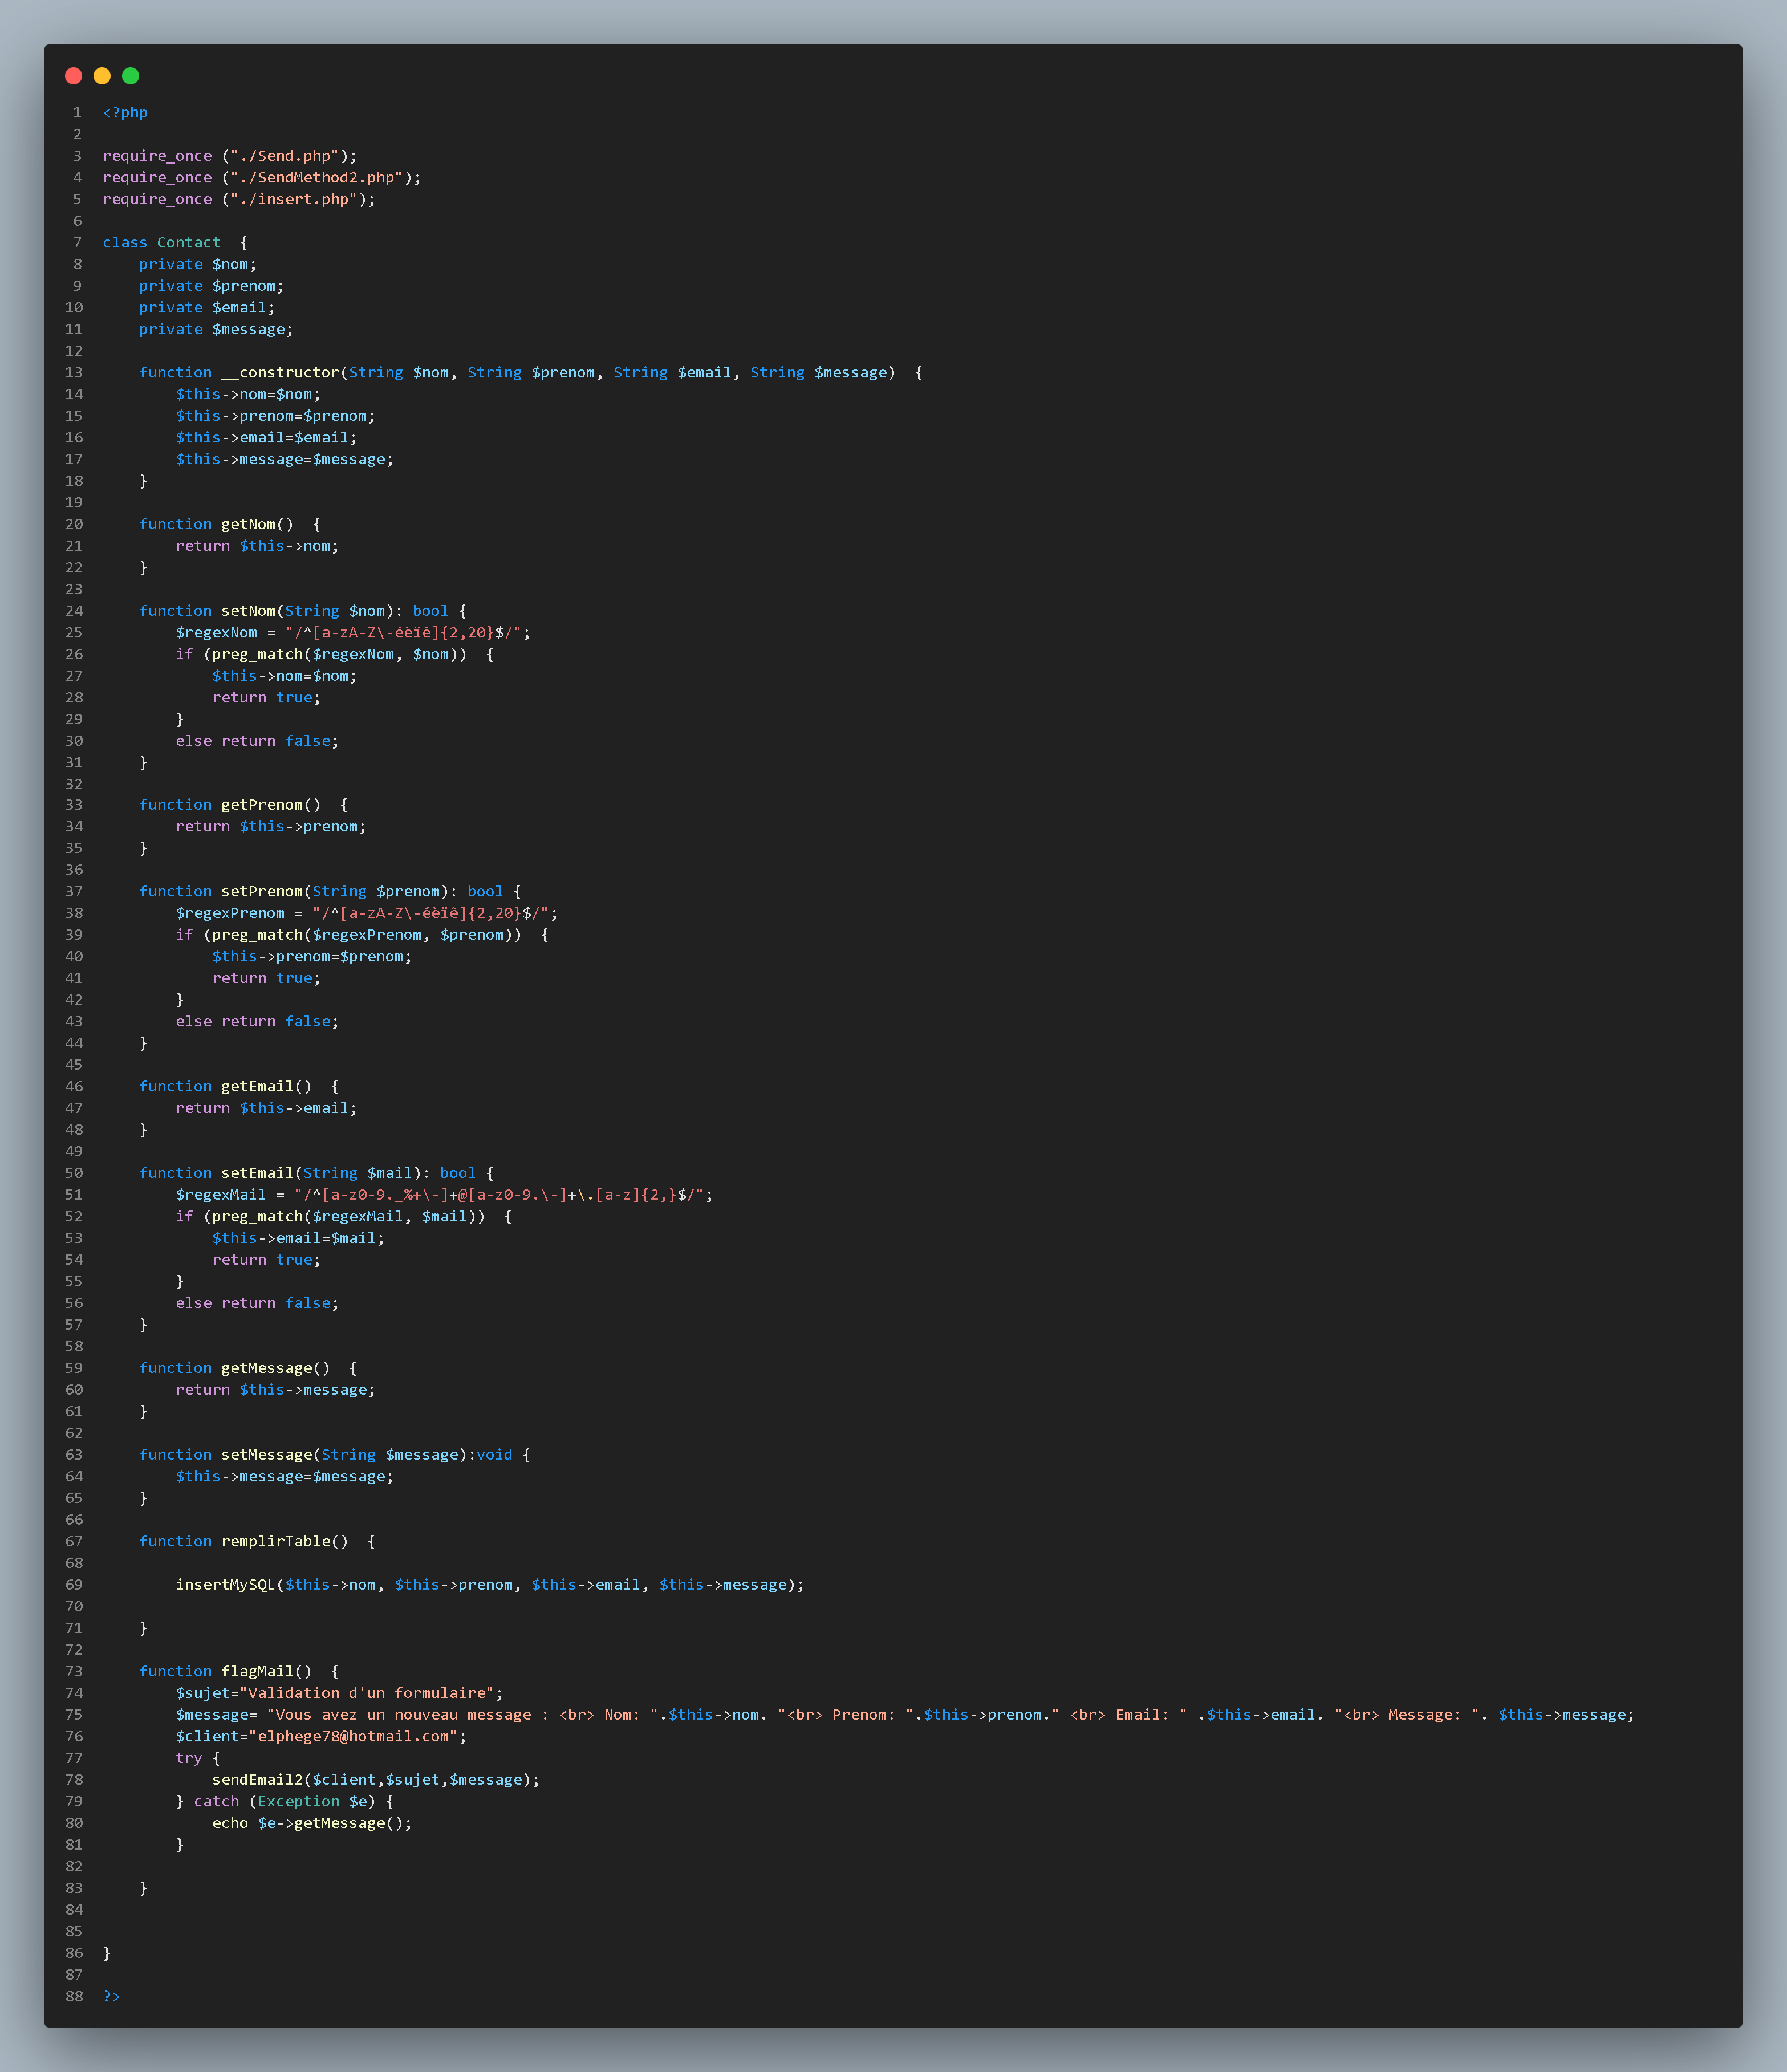 1 <?php
2
3 require_once ("./Send.php");
4 require_once ("./SendMethod2.php");
5 require_once ("./insert.php");
6
7 class Contact  {
8     private $nom;
9     private $prenom;
10     private $email;
11     private $message;
12
13     function __constructor(String $nom, String $prenom, String $email, String $message)  {
14         $this->nom=$nom;
15         $this->prenom=$prenom;
16         $this->email=$email;
17         $this->message=$message;
18     }
19
20     function getNom()  {
21         return $this->nom;
22     }
23
24     function setNom(String $nom): bool {
25         $regexNom = "/^[a-zA-Z\-éèïê]{2,20}$/";
26         if (preg_match($regexNom, $nom))  {
27             $this->nom=$nom;
28             return true;
29         }
30         else return false;
31     }
32
33     function getPrenom()  {
34         return $this->prenom;
35     }
36
37     function setPrenom(String $prenom): bool {
38         $regexPrenom = "/^[a-zA-Z\-éèïê]{2,20}$/";
39         if (preg_match($regexPrenom, $prenom))  {
40             $this->prenom=$prenom;
41             return true;
42         }
43         else return false;
44     }
45
46     function getEmail()  {
47         return $this->email;
48     }
49
50     function setEmail(String $mail): bool {
51         $regexMail = "/^[a-z0-9._%+\-]+@[a-z0-9.\-]+\.[a-z]{2,}$/";
52         if (preg_match($regexMail, $mail))  {
53             $this->email=$mail;
54             return true;
55         }
56         else return false;
57     }
58
59     function getMessage()  {
60         return $this->message;
61     }
62
63     function setMessage(String $message):void {
64         $this->message=$message;
65     }
66
67     function remplirTable()  {
68
69         insertMySQL($this->nom, $this->prenom, $this->email, $this->message);
70
71     }
72
73     function flagMail()  {
74         $sujet="Validation d'un formulaire";
75         $message= "Vous avez un nouveau message : <br> Nom: ".$this->nom. "<br> Prenom: ".$this->prenom." <br> Email: " .$this->email. "<br> Message: ". $this->message;
76         $client="elphege78@hotmail.com";
77         try {
78             sendEmail2($client,$sujet,$message);
79         } catch (Exception $e) {
80             echo $e->getMessage();
81         }
82
83     }
84
85
86 }
87
88 ?>